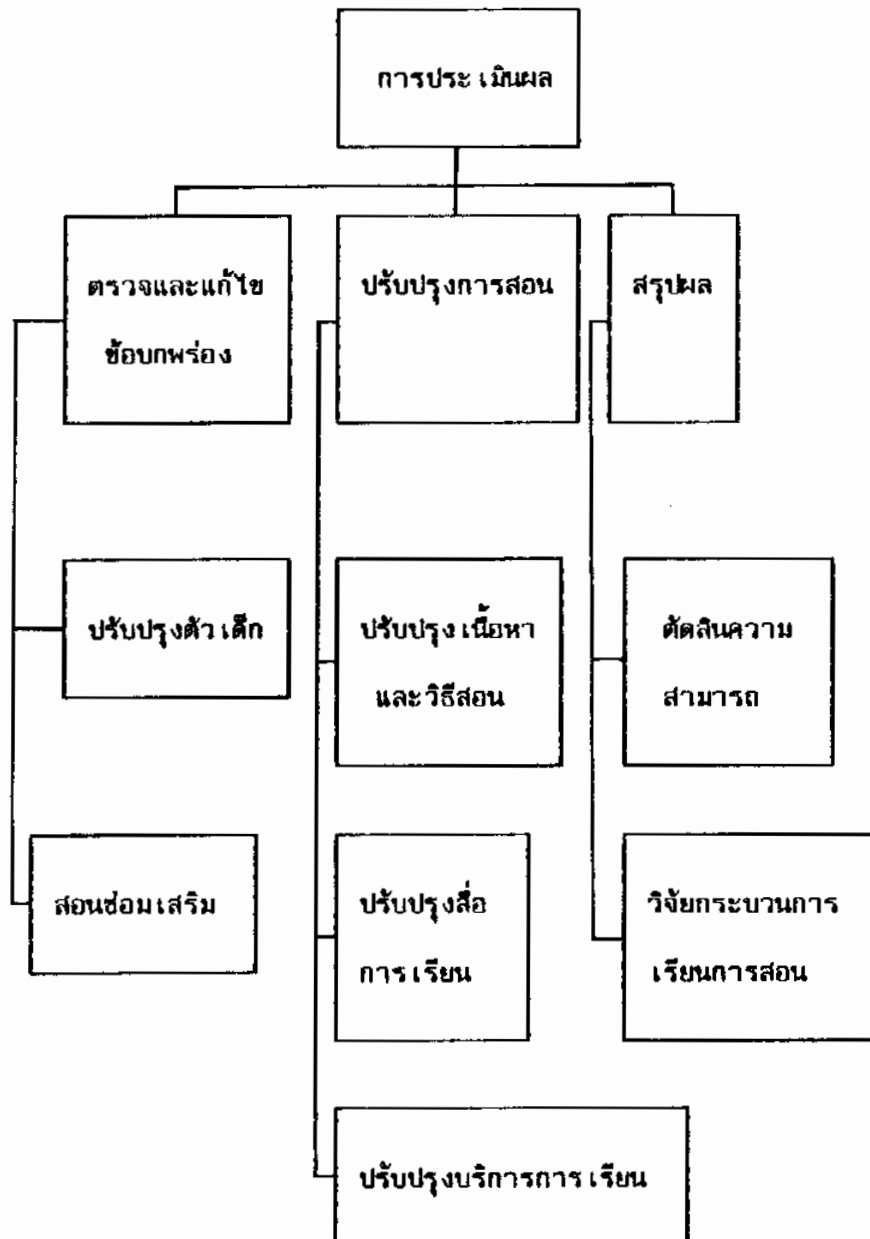 การประเมินผล
ตรวจและแก้ไข
ข้อบกพร่อง
ปรับปรุงการสอน
สรุปผล
ปรับปรุงตัวเด็ก
ปรับปรุงเนื้อหา
และวิธีสอน
ตัดสินความ
สามารถ
สอนซ่อมเสริม
ปรับปรุงสื่อ
การเรียน
วิจัยกระบวนการ
เรียนการสอน
ปรับปรุงบริการการเรียน